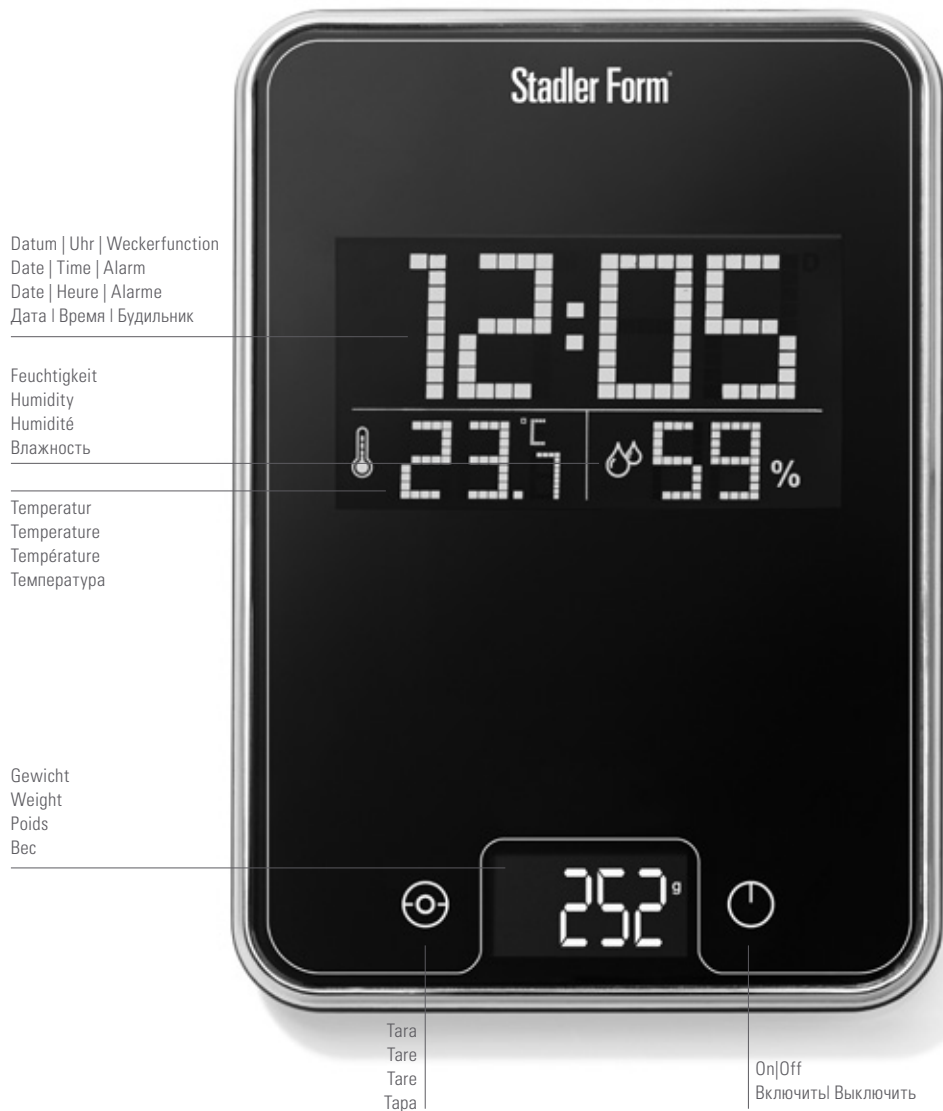 Stadler Form
Datum | Uhr | Weckerfunction
Date | Time | Alarm
Date | Heure | Alarme
Дата I Время I Будильник
12:05
Feuchtigkeit
Humidity
Humidité
Влажность
23.7 °C
59 %
Temperatur
Temperature
Température
Температура
Gewicht
Weight
Poids
Вес
252 g
Tara
Tare
Tare
Тара
On|Off
ВключитьI Выключить